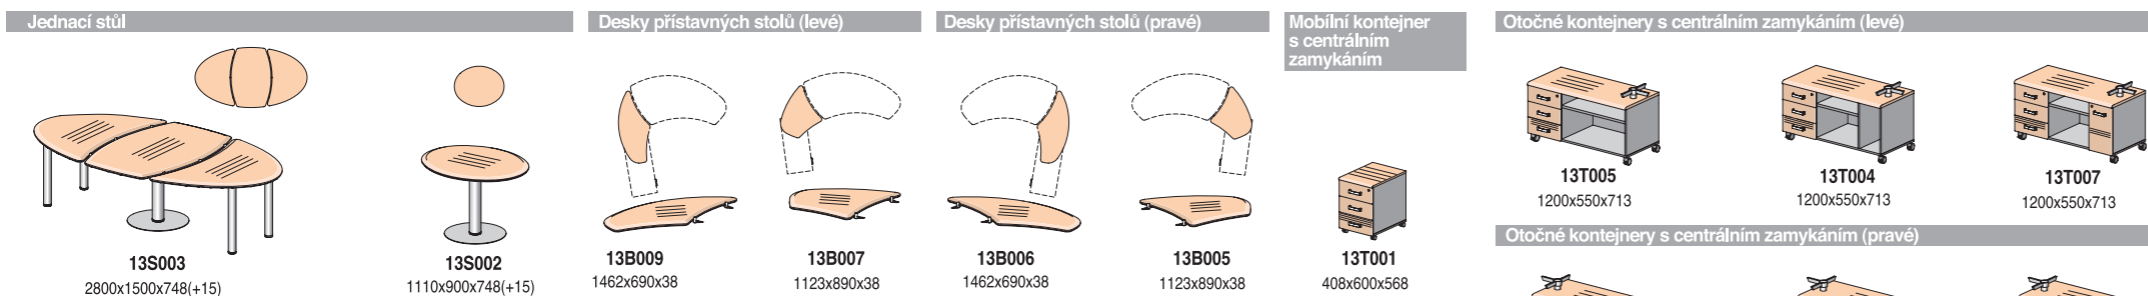 Jednací stůl
13S003
2800x1500x748(+15)
13S002
1110x900x748(+15)
Desky přístavných stolů (levé)
13B009
1462x690x38
13B007
1123x890x38
Desky přístavných stolů (pravé)
13B006
1462x690x38
13B005
1123x890x38
Mobilní kontejner
s centrálním
zamykáním
13T001
408x600x568
Otočné kontejnery s centrálním zamykáním (levé)
13T005
1200x550x713
13T004
1200x550x713
13T007
1200x550x713
Otočné kontejnery s centrálním zamykáním (pravé)